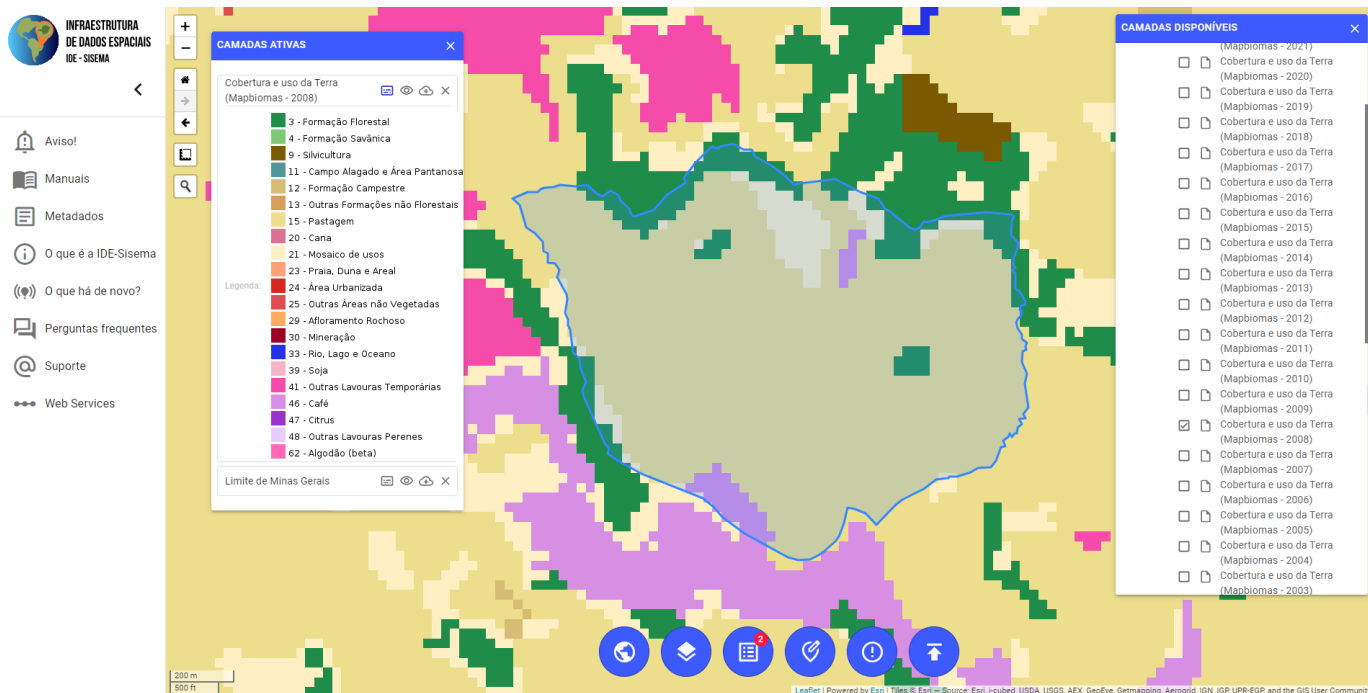 INFRAESTRUTURA
DE DADOS ESPACIAIS
IDE - SISEMA
Aviso!
Manuais
Metadados
O que é a IDE-Sisema
O que há de novo?
Perguntas frequentes
Suporte
Web Services
+
−
CAMADAS ATIVAS
Cobertura e uso da Terra
(Mapbiomas - 2008)
Legenda:
3 - Formação Florestal
4 - Formação Savânica
9 - Silvicultura
11 - Campo Alagado e Área Pantanosa
12 - Formação Campestre
13 - Outras Formações não Florestais
15 - Pastagem
20 - Cana
21 - Mosaico de usos
23 - Praia, Duna e Areal
24 - Área Urbanizada
25 - Outras Áreas não Vegetadas
29 - Afloramento Rochoso
30 - Mineração
33 - Rio, Lago e Oceano
39 - Soja
41 - Outras Lavouras Temporárias
46 - Café
47 - Citrus
48 - Outras Lavouras Perenes
62 - Algodão (beta)
Limite de Minas Gerais
CAMADAS DISPONÍVEIS
(Mapbiomas - 2021)
Cobertura e uso da Terra
(Mapbiomas - 2020)
Cobertura e uso da Terra
(Mapbiomas - 2019)
Cobertura e uso da Terra
(Mapbiomas - 2018)
Cobertura e uso da Terra
(Mapbiomas - 2017)
Cobertura e uso da Terra
(Mapbiomas - 2016)
Cobertura e uso da Terra
(Mapbiomas - 2015)
Cobertura e uso da Terra
(Mapbiomas - 2014)
Cobertura e uso da Terra
(Mapbiomas - 2013)
Cobertura e uso da Terra
(Mapbiomas - 2012)
Cobertura e uso da Terra
(Mapbiomas - 2011)
Cobertura e uso da Terra
(Mapbiomas - 2010)
Cobertura e uso da Terra
(Mapbiomas - 2009)
Cobertura e uso da Terra
(Mapbiomas - 2008)
Cobertura e uso da Terra
(Mapbiomas - 2007)
Cobertura e uso da Terra
(Mapbiomas - 2006)
Cobertura e uso da Terra
(Mapbiomas - 2005)
Cobertura e uso da Terra
(Mapbiomas - 2004)
Cobertura e uso da Terra
(Mapbiomas - 2003)
2
200 m
500 ft
Leaflet | Powered by Esri | Tiles © Esri — Source: Esri, i-cubed, USDA, USGS, AEX, GeoEye, Getmapping, Aerogrid, IGN, IGP, UPR-EGP, and the GIS User Community